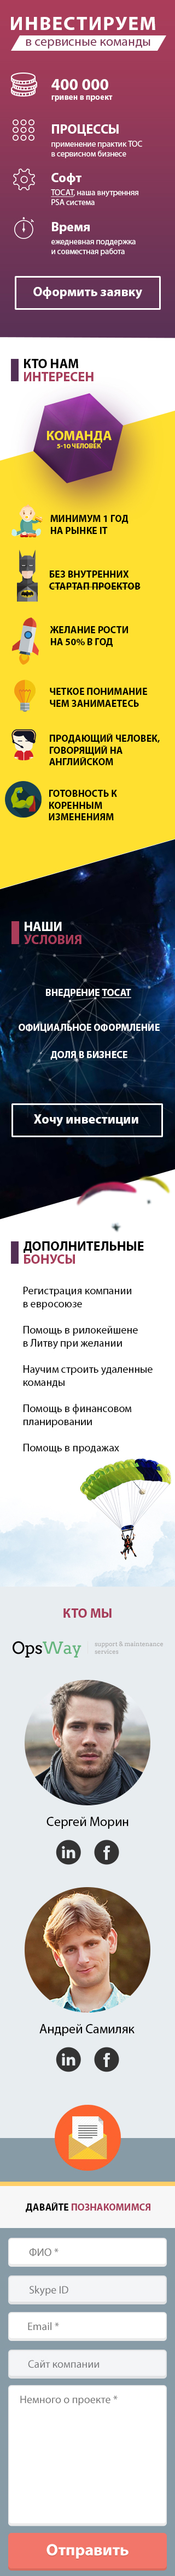 ИНВЕСТИРУЕМ
в сервисные команды
400 000
гривен в проект
ПРОЦЕССЫ
применение практик ТОС
в сервисном бизнесе
Софт
TOCAT, наша внутренняя
PSA система
Время
ежедневная поддержка
и совместная работа
Оформить заявку
КТО НАМ
ИНТЕРЕСЕН
КОМАНДА
5-10 ЧЕЛОВЕК
МИНИМУМ 1 ГОД
НА РЫНКЕ IT
БЕЗ ВНУТРЕННИХ
СТАРТАП ПРОЕКТОВ
ЖЕЛАНИЕ РОСТИ
НА 50% В ГОД
ЧЕТКОЕ ПОНИМАНИЕ
ЧЕМ ЗАНИМАЕТЕСЬ
ПРОДАЮЩИЙ ЧЕЛОВЕК,
ГОВОРЯЩИЙ НА
АНГЛИЙСКОМ
ГОТОВНОСТЬ К
КОРЕННЫМ
ИЗМЕНЕНИЯМ
НАШИ
УСЛОВИЯ
ВНЕДРЕНИЕ TOCAT
ОФИЦИАЛЬНОЕ ОФОРМЛЕНИЕ
ДОЛЯ В БИЗНЕСЕ
Хочу инвестиции
ДОПОЛНИТЕЛЬНЫЕ
БОНУСЫ
Регистрация компании
в евросоюзе
Помощь в рилокейшене
в Литву при желании
Научим строить удаленные
команды
Помощь в финансовом
планировании
Помощь в продажах
КТО МЫ
OpsWay
support & maintenance
services
Сергей Морин
in f
Андрей Самиляк
in f
ДАВАЙТЕ ПОЗНАКОМИМСЯ
ФИО *
Skype ID
Email *
Сайт компании
Немного о проекте *
Отправить